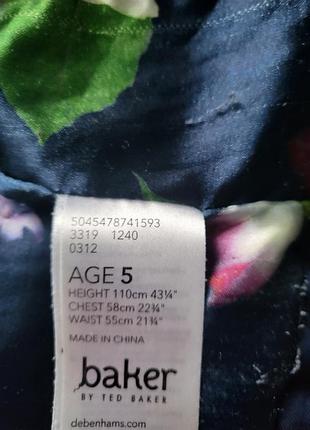 5045478741593
3319 1240
0312
AGE 5
HEIGHT 110cm 43¼"
CHEST 58cm 22¾"
WAIST 55cm 21¾"
MADE IN CHINA
baker
BY TED BAKER
debenhams.com